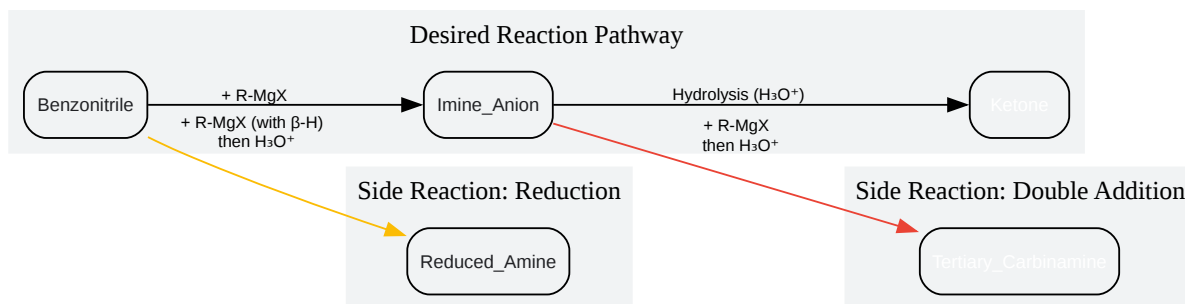 Desired Reaction Pathway
Benzonitrile
+ R-MgX
+ R-MgX (with β-H)
then H₃O⁺
Imine_Anion
Hydrolysis (H₃O⁺)
+ R-MgX
then H₃O⁺
Ketone
Side Reaction: Reduction
Reduced_Amine
Side Reaction: Double Addition
Tertiary_Carbinamine